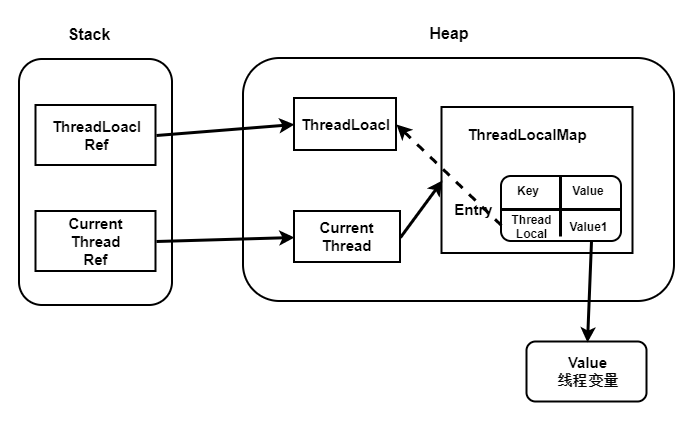 Stack
Heap
ThreadLoacl
Ref
ThreadLoacl
ThreadLocalMap
Key
Value
Entry
Thread
Local
Value1
Current
Thread
Ref
Current
Thread
Value
线程变量